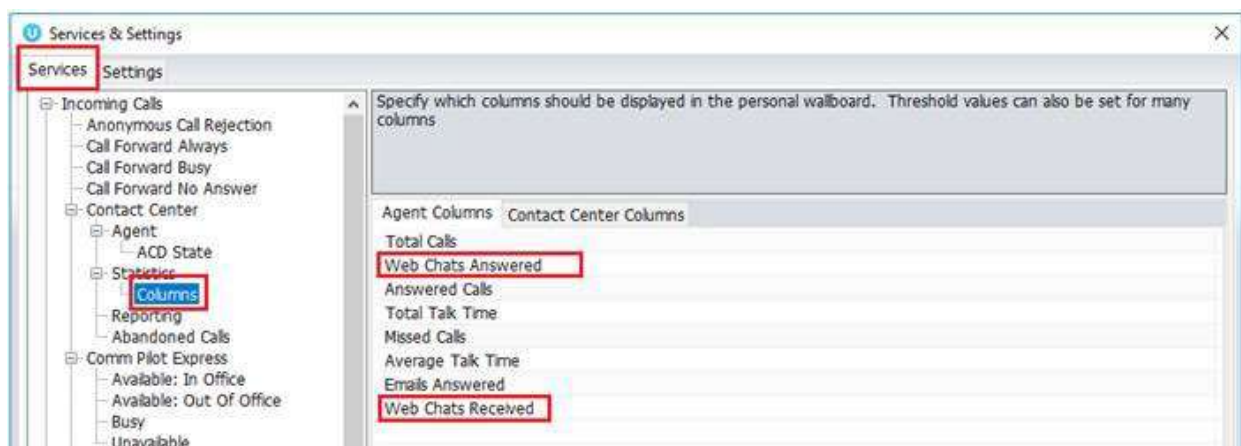 Services & Settings
Services Settings
Incoming Calls
Anonymous Call Rejection
Call Forward Always
Call Forward Busy
Call Forward No Answer
Contact Center
Agent
ACD State
Statistics
Columns
Reporting
Abandoned Calls
Comm Pilot Express
Available: In Office
Available: Out Of Office
Busy
Unavailable
Specify which columns should be displayed in the personal wallboard. Threshold values can also be set for many
columns
Agent Columns Contact Center Columns
Total Calls
Web Chats Answered
Answered Calls
Total Talk Time
Missed Calls
Average Talk Time
Emails Answered
Web Chats Received